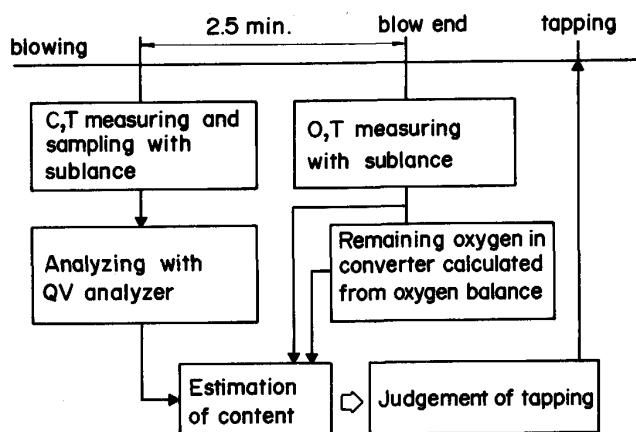 2.5 min.
blow end
tapping
blowing
C,T measuring and
sampling with
sublance
O,T measuring
with sublance
Analyzing with
QV analyzer
Remaining oxygen in
converter calculated
from oxygen balance
Estimation
of content
Judgement of tapping